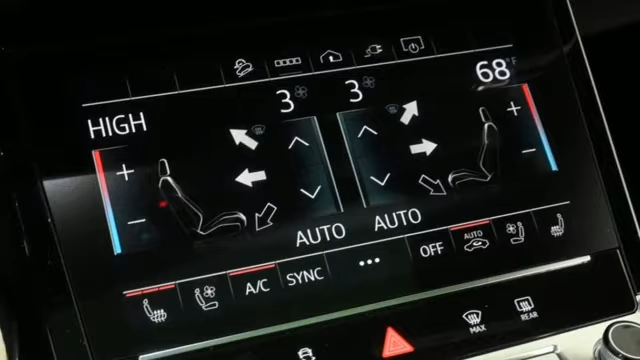 3 3 68°F
HIGH
+ +
− −
AUTO AUTO
A/C SYNC ••• OFF AUTO
MAX REAR